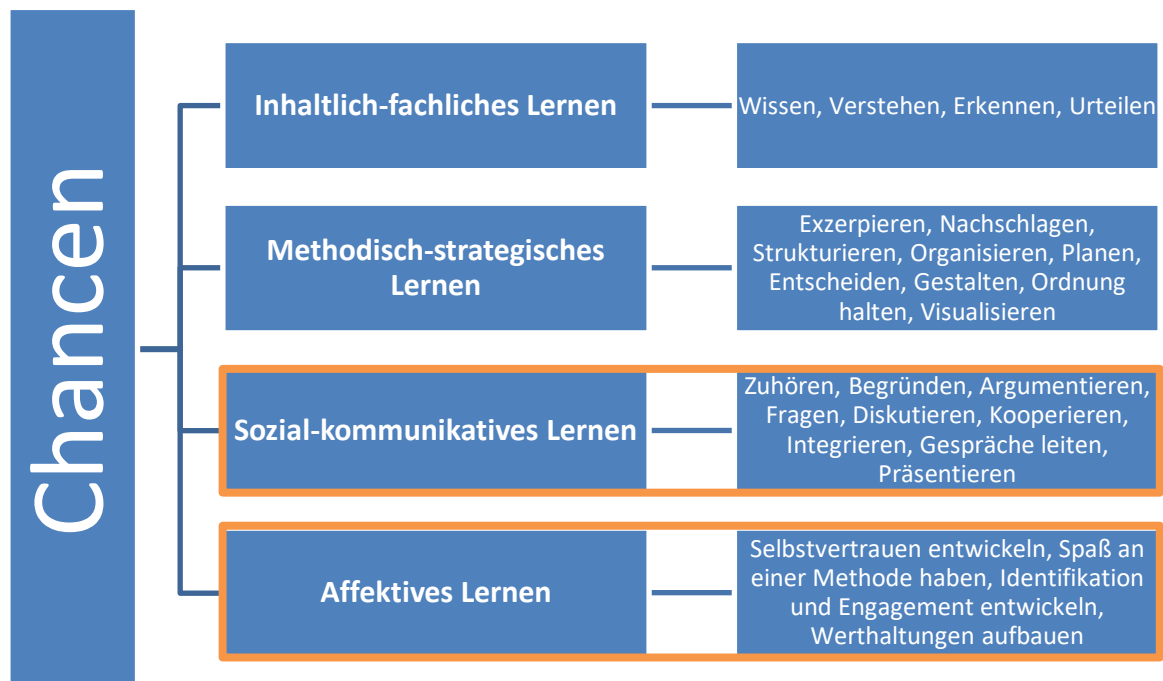 Chancen
Inhaltlich-fachliches Lernen
Wissen, Verstehen, Erkennen, Urteilen
Methodisch-strategisches
Lernen
Exzerpieren, Nachschlagen,
Strukturieren, Organisieren, Planen,
Entscheiden, Gestalten, Ordnung
halten, Visualisieren
Sozial-kommunikatives Lernen
Zuhören, Begründen, Argumentieren,
Fragen, Diskutieren, Kooperieren,
Integrieren, Gespräche leiten,
Präsentieren
Affektives Lernen
Selbstvertrauen entwickeln, Spaß an
einer Methode haben, Identifikation
und Engagement entwickeln,
Werthaltungen aufbauen